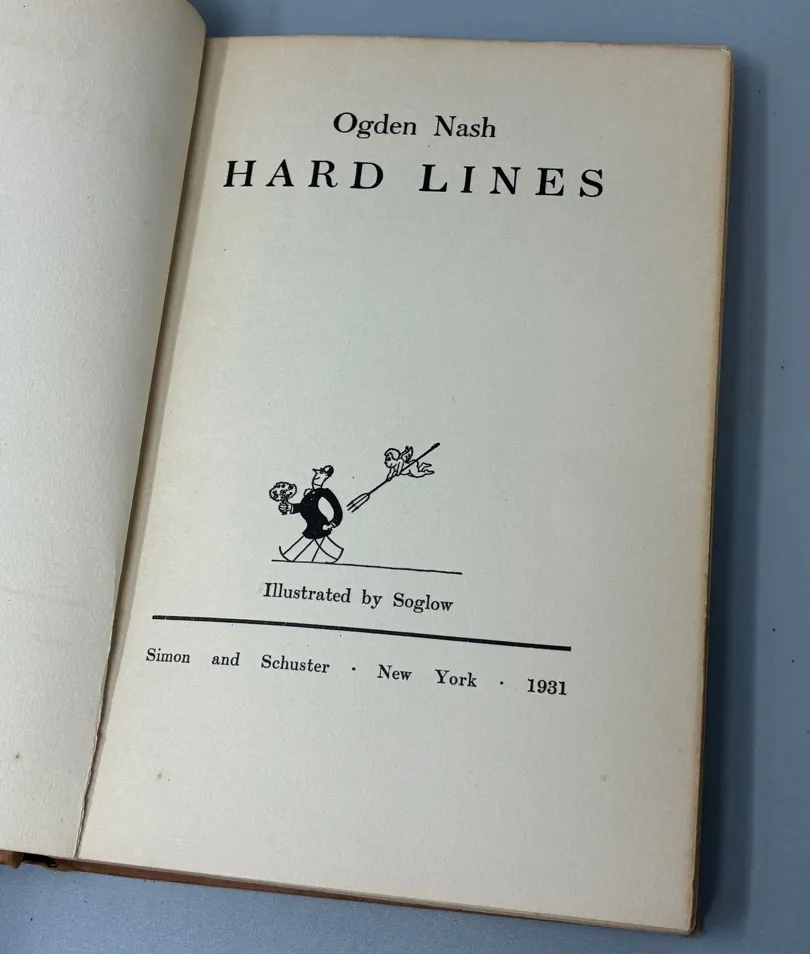 Ogden Nash
HARD LINES
Illustrated by Soglow
Simon and Schuster · New York · 1931